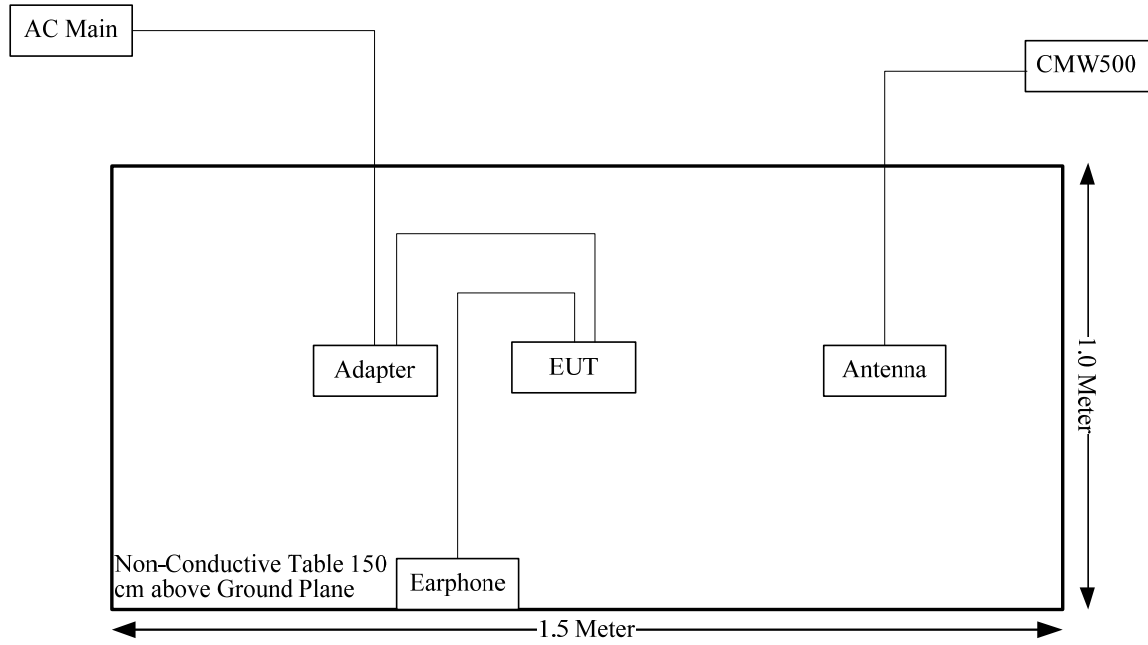 AC Main
CMW500
Adapter
EUT
Antenna
1.0 Meter
Non-Conductive Table 150
cm above Ground Plane
Earphone
1.5 Meter